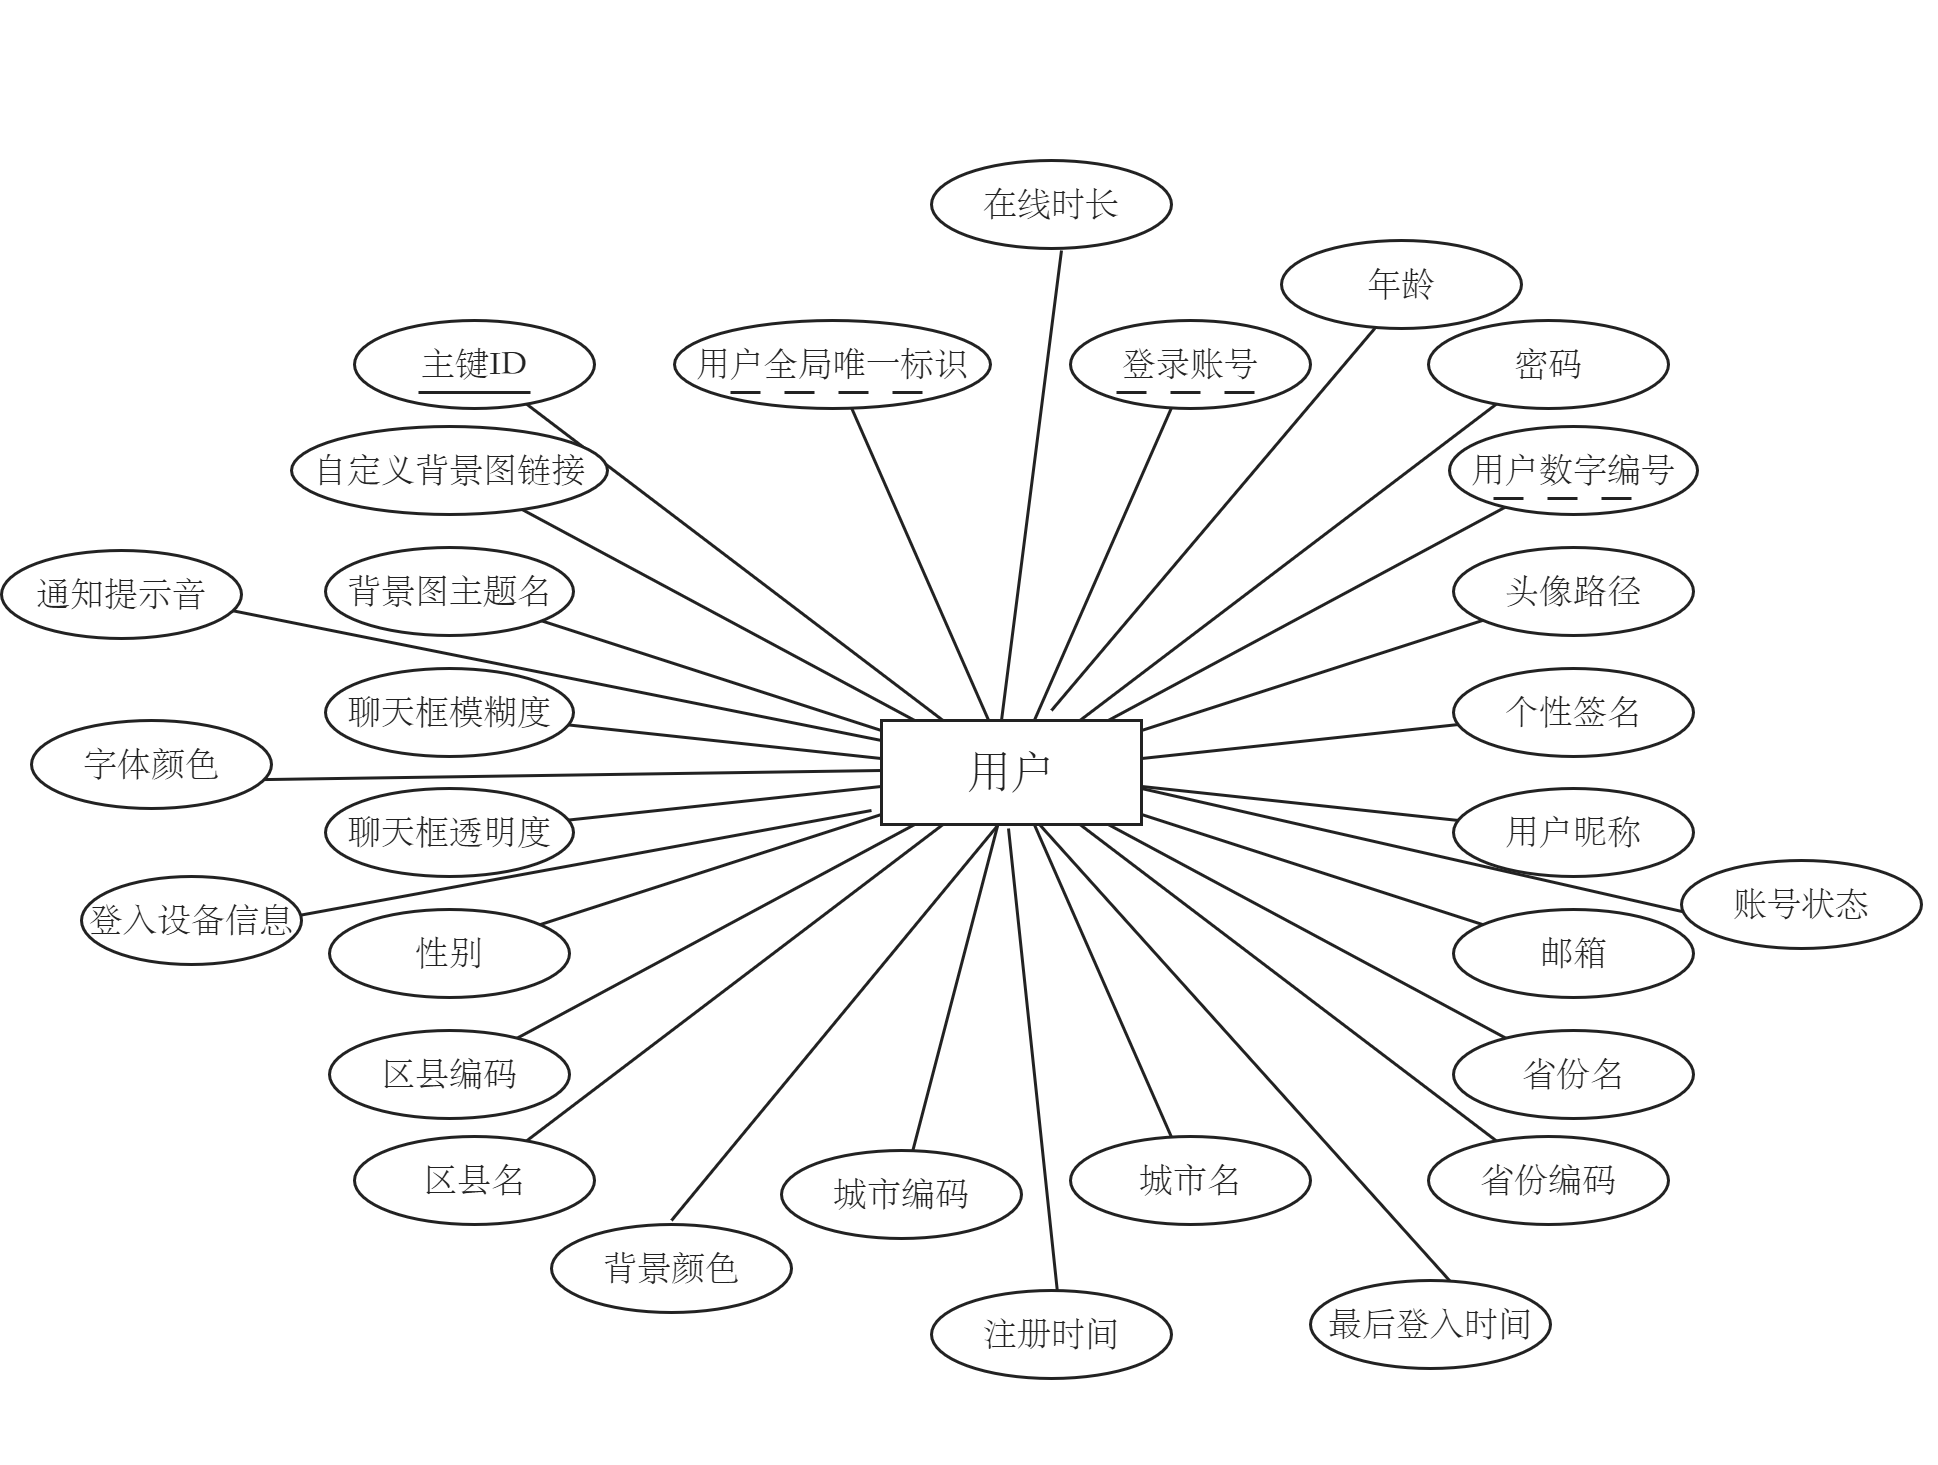 在线时长
年龄
主键ID
用户全局唯一标识
登录账号
密码
自定义背景图链接
用户数字编号
通知提示音
背景图主题名
头像路径
聊天框模糊度
个性签名
字体颜色
用户
聊天框透明度
用户昵称
账号状态
登入设备信息
性别
邮箱
区县编码
省份名
区县名
城市编码
城市名
省份编码
背景颜色
注册时间
最后登入时间